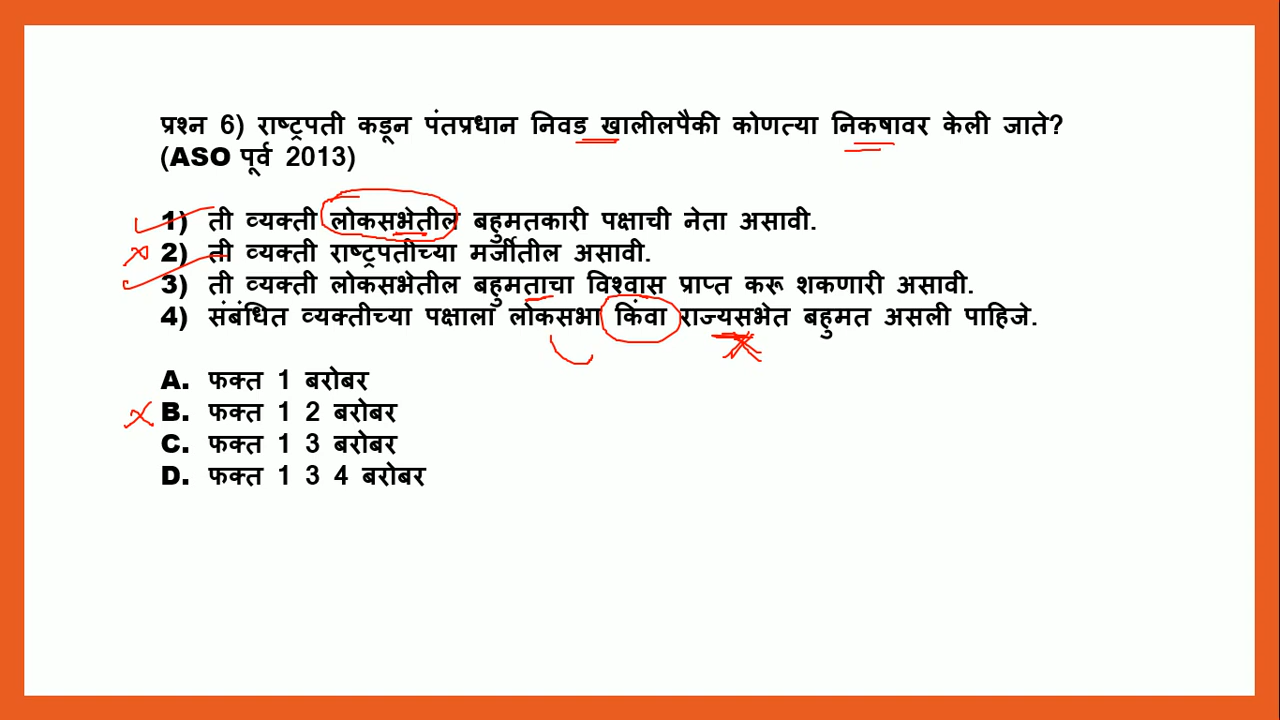 प्रश्न 6) राष्ट्रपती कडून पंतप्रधान निवड खालीलपैकी कोणत्या निकषावर केली जाते?
(ASO पूर्व 2013)
1) ती व्यक्ती लोकसभेतील बहुमतकारी पक्षाची नेता असावी.
2) ती व्यक्ती राष्ट्रपतीच्या मर्जीतील असावी.
3) ती व्यक्ती लोकसभेतील बहुमताचा विश्वास प्राप्त करू शकणारी असावी.
4) संबंधित व्यक्तीच्या पक्षाला लोकसभा किंवा राज्यसभेत बहुमत असली पाहिजे.
A. फक्त 1 बरोबर
B. फक्त 1 2 बरोबर
C. फक्त 1 3 बरोबर
D. फक्त 1 3 4 बरोबर